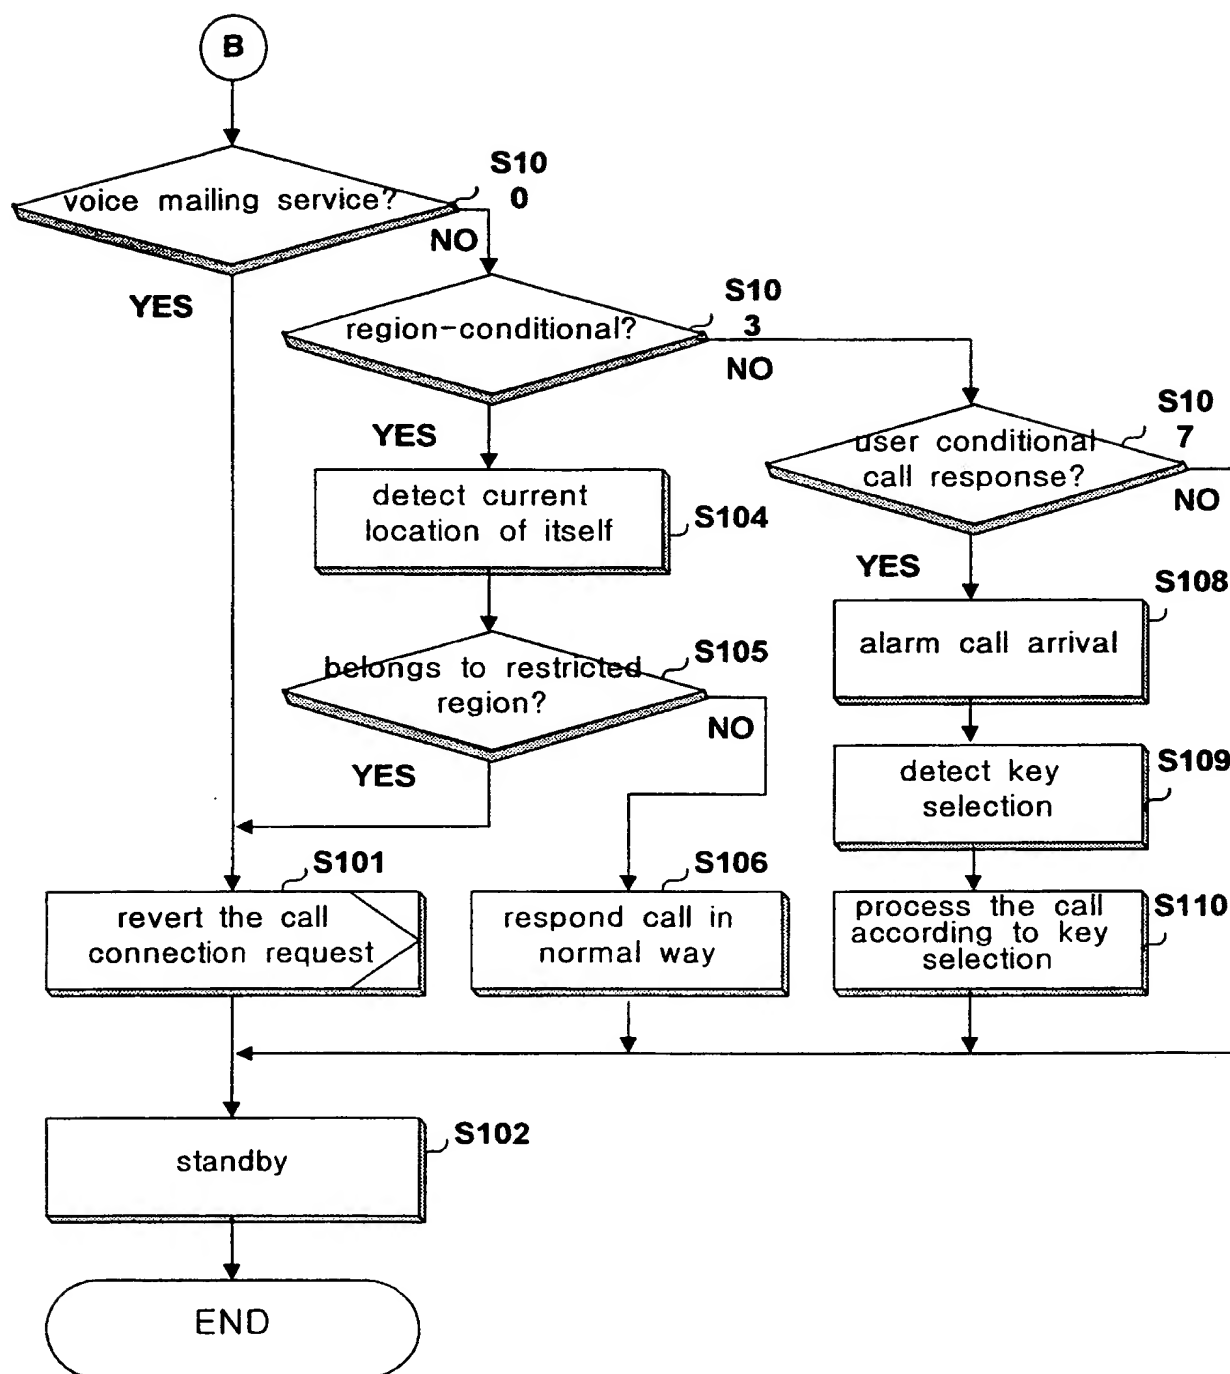 B
voice mailing service?
S10
0
NO
YES
region-conditional?
S10
3
NO
YES
user conditional
call response?
S10
7
NO
YES
detect current
location of itself
S104
alarm call arrival
S108
belongs to restricted
region?
S105
NO
YES
detect key
selection
S109
revert the call
connection request
S101
respond call in
normal way
S106
process the call
according to key
selection
S110
standby
S102
END